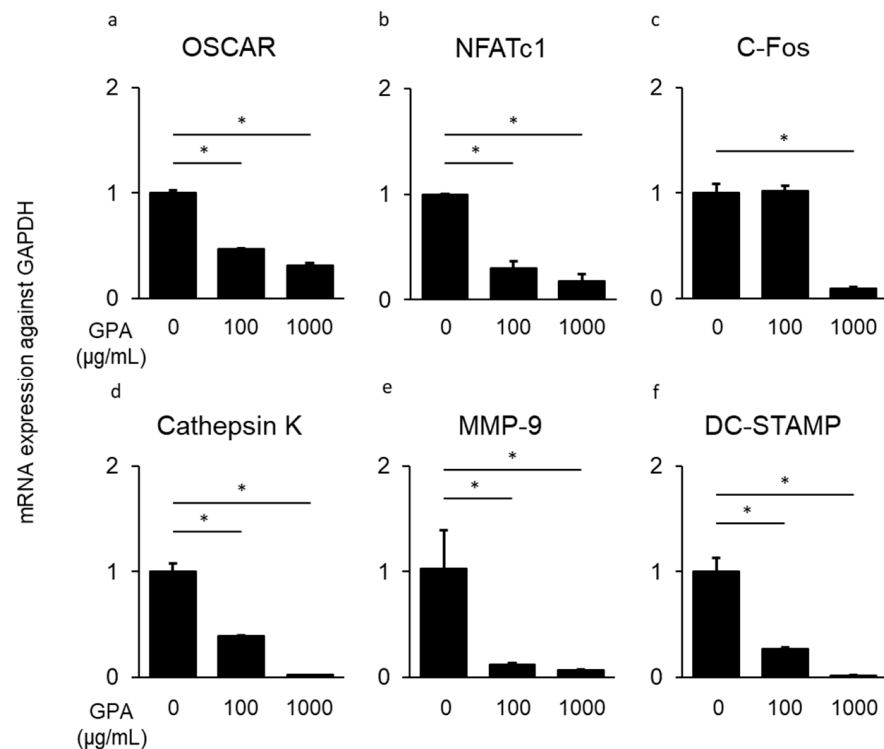 a
OSCAR
2
1
0
*
*
GPA
(µg/mL)
0 100 1000
b
NFATc1
2
1
0
*
*
0 100 1000
c
C-Fos
2
1
0
*
0 100 1000
mRNA expression against GAPDH
d
Cathepsin K
2
1
0
*
*
GPA
(µg/mL)
0 100 1000
e
MMP-9
2
1
0
*
*
0 100 1000
f
DC-STAMP
2
1
0
*
*
0 100 1000